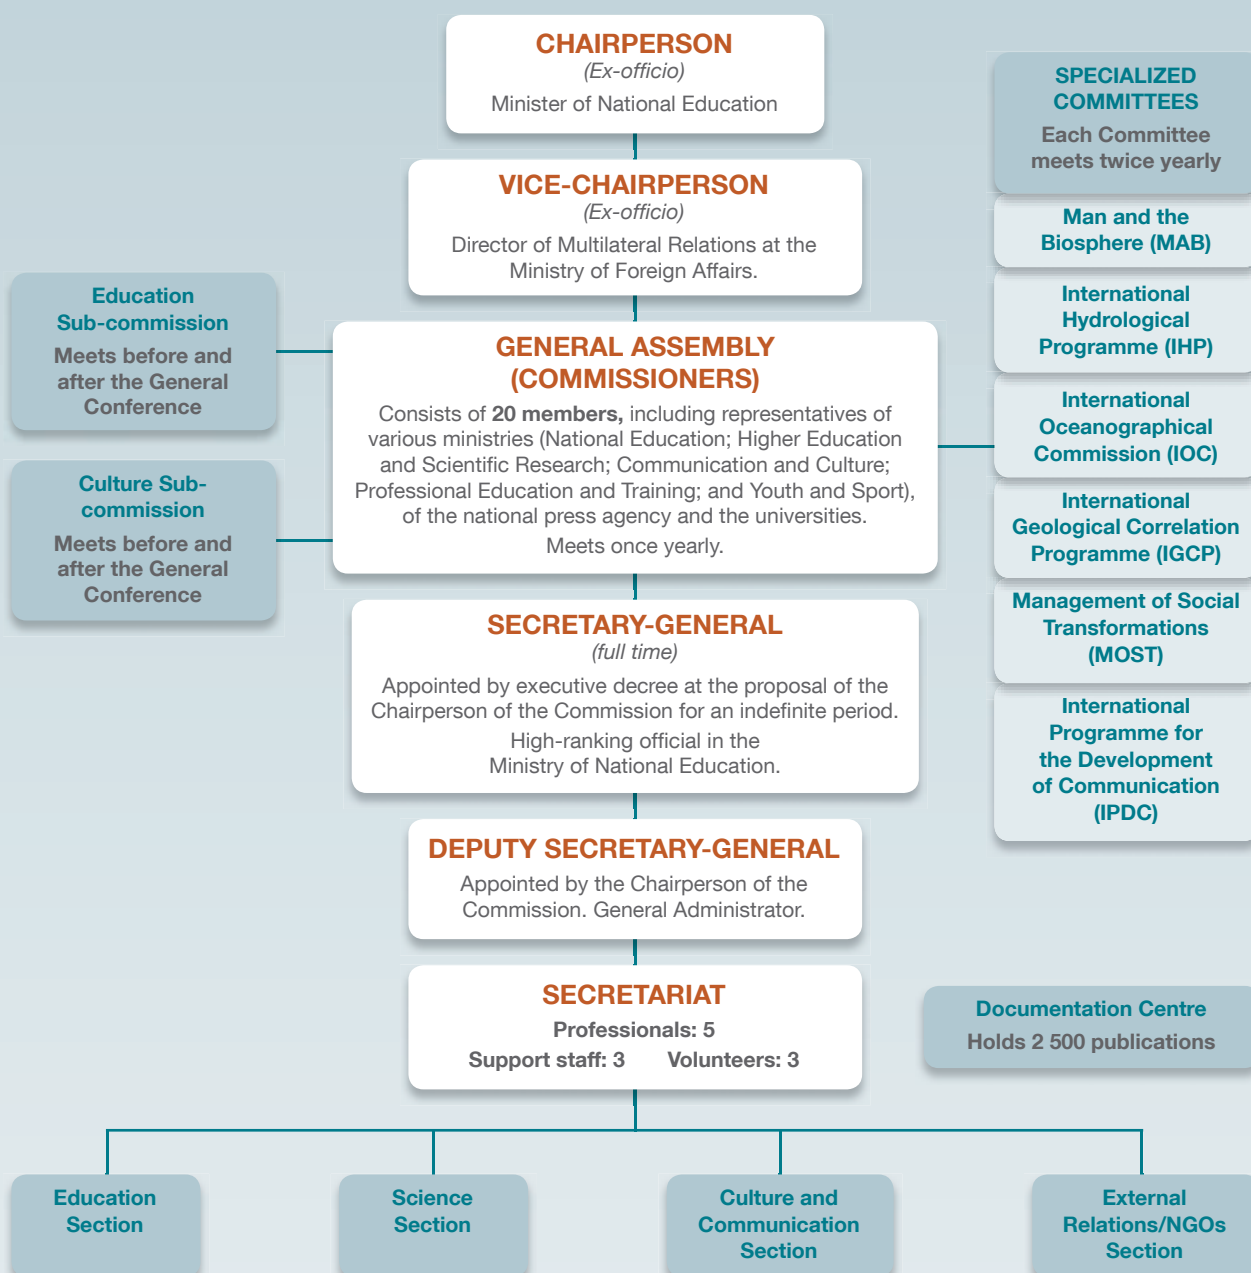 CHAIRPERSON
(Ex-officio)
Minister of National Education
VICE-CHAIRPERSON
(Ex-officio)
Director of Multilateral Relations at the
Ministry of Foreign Affairs.
Education
Sub-commission
Meets before and
after the General
Conference
Culture Sub-
commission
Meets before and
after the General
Conference
GENERAL ASSEMBLY
(COMMISSIONERS)
Consists of 20 members, including representatives of
various ministries (National Education; Higher Education
and Scientific Research; Communication and Culture;
Professional Education and Training; and Youth and Sport),
of the national press agency and the universities.
Meets once yearly.
SPECIALIZED
COMMITTEES
Each Committee
meets twice yearly
Man and the
Biosphere (MAB)
International
Hydrological
Programme (IHP)
International
Oceanographical
Commission (IOC)
International
Geological Correlation
Programme (IGCP)
Management of Social
Transformations
(MOST)
International
Programme for
the Development
of Communication
(IPDC)
SECRETARY-GENERAL
(full time)
Appointed by executive decree at the proposal of the
Chairperson of the Commission for an indefinite period.
High-ranking official in the
Ministry of National Education.
DEPUTY SECRETARY-GENERAL
Appointed by the Chairperson of the
Commission. General Administrator.
SECRETARIAT
Professionals: 5
Support staff: 3 Volunteers: 3
Documentation Centre
Holds 2 500 publications
Education
Section
Science
Section
Culture and
Communication
Section
External
Relations/NGOs
Section